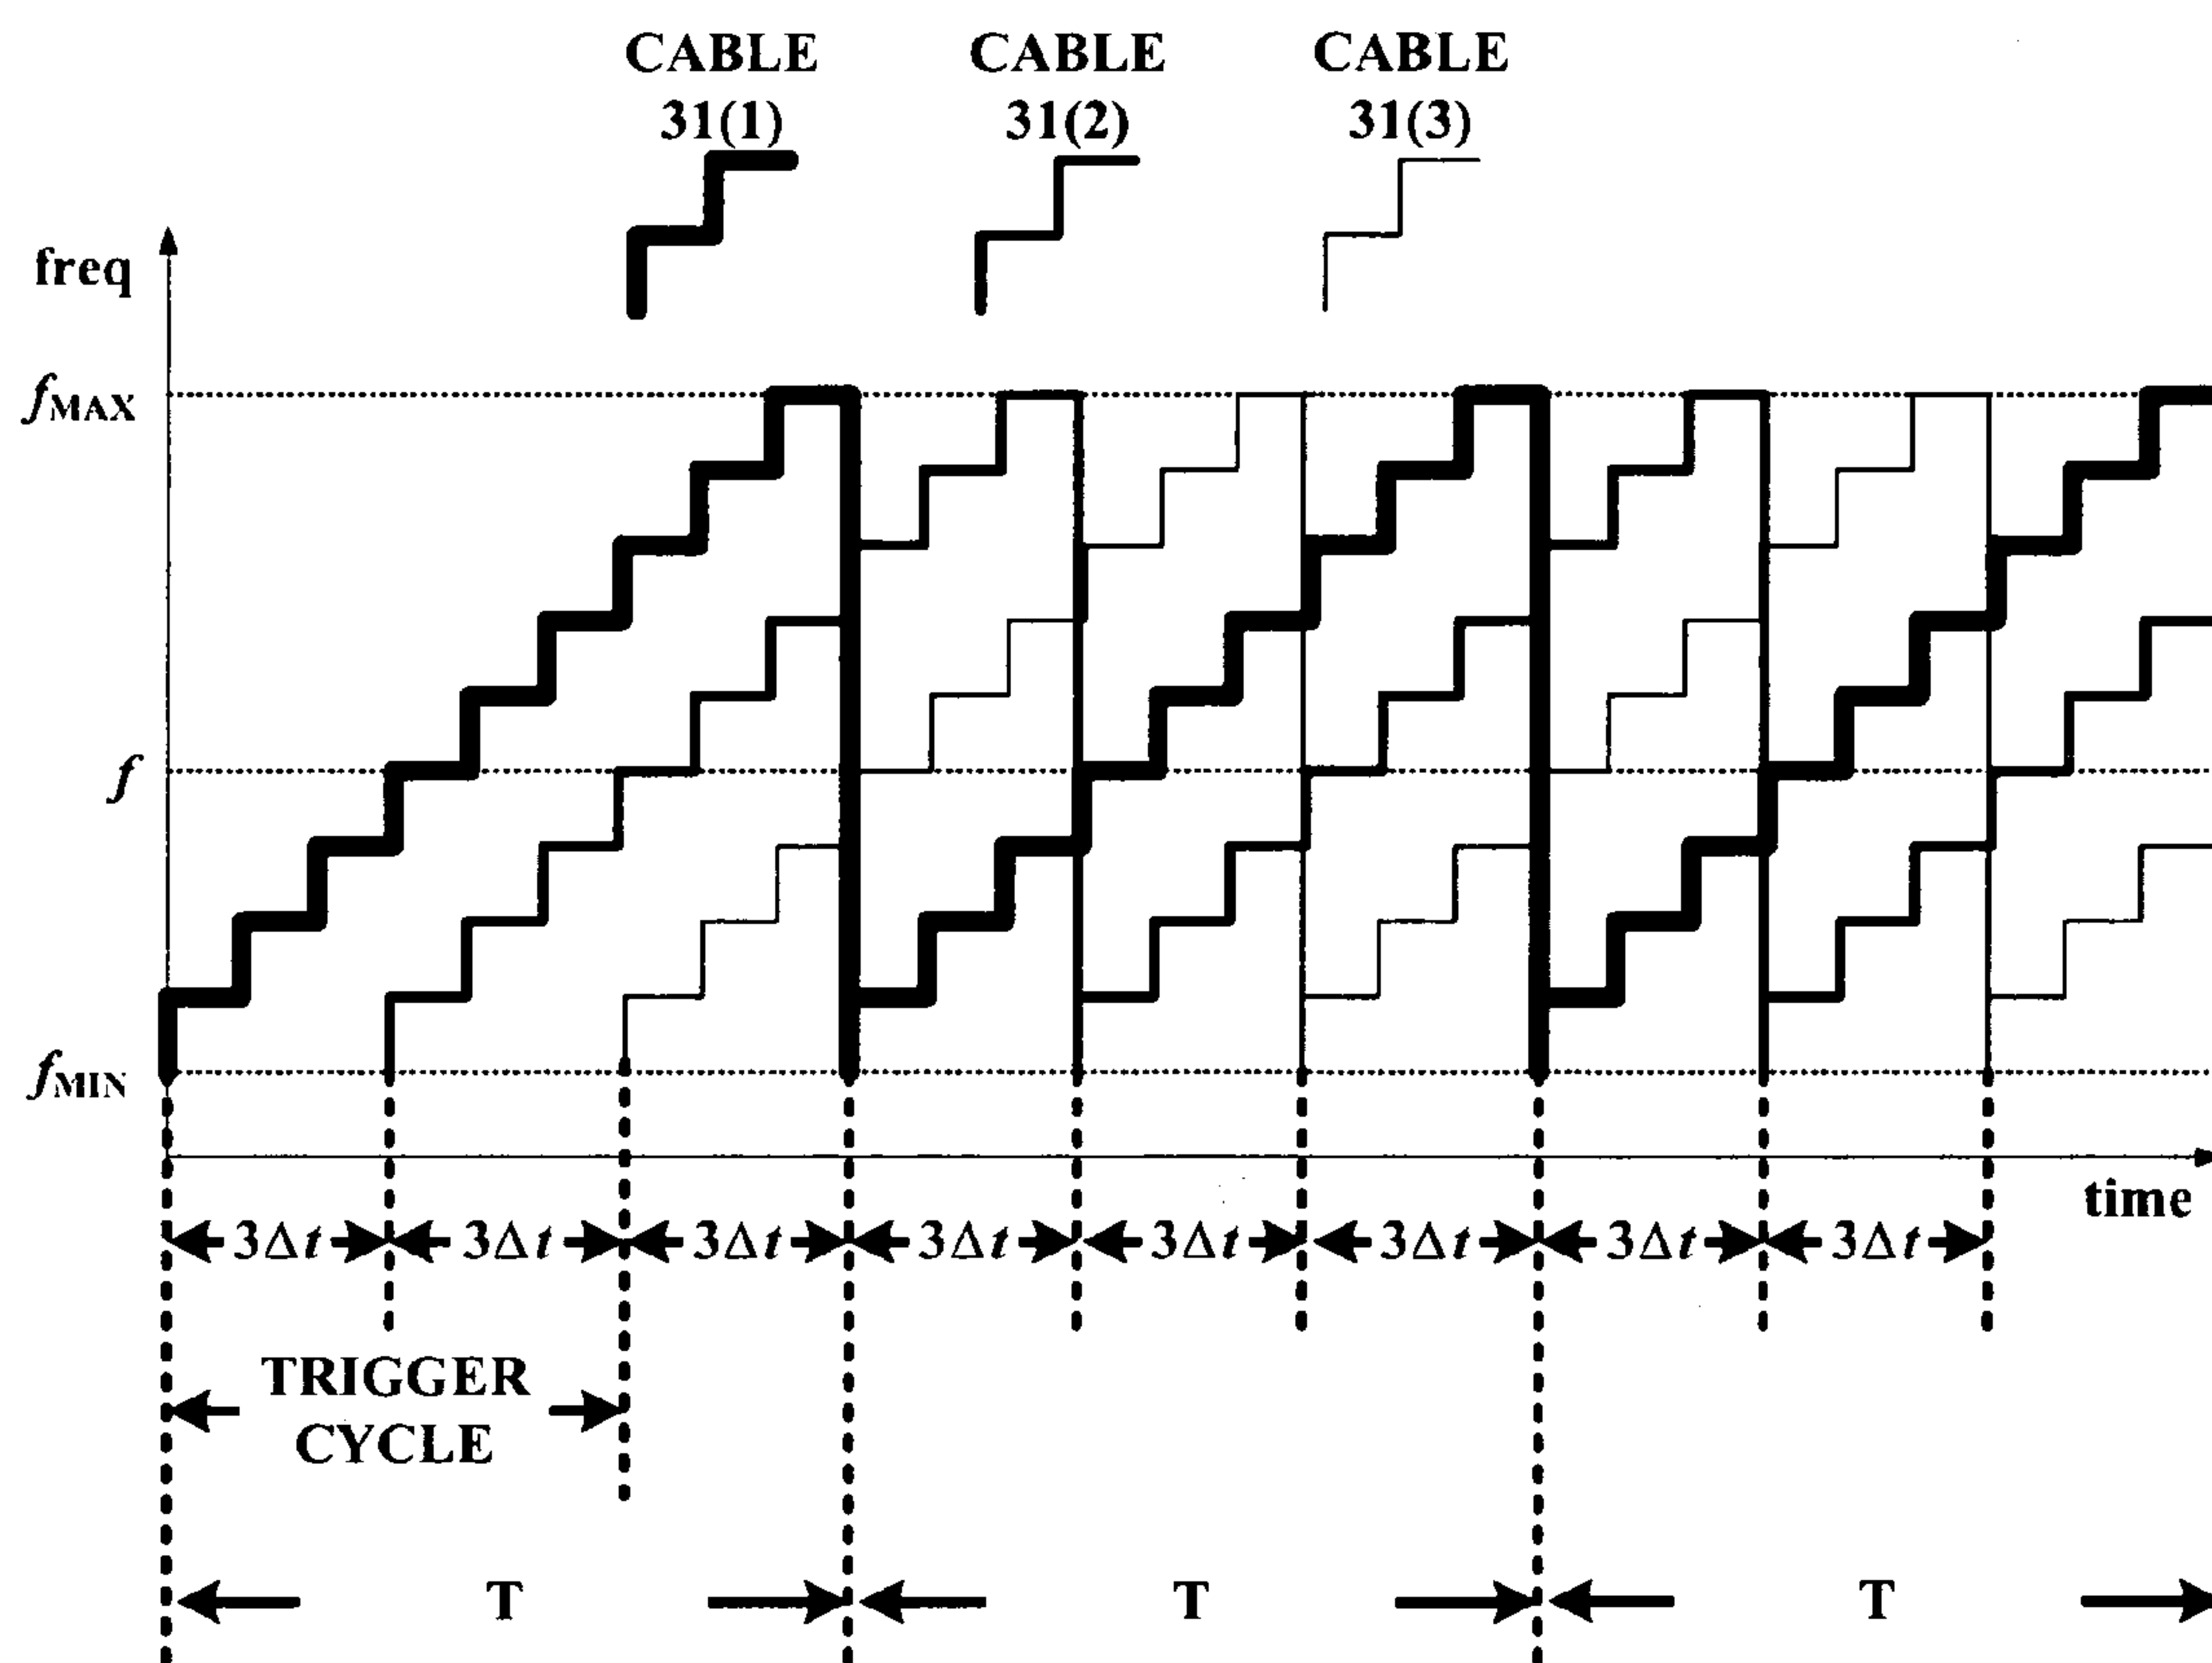 CABLE CABLE CABLE
31(1) 31(2) 31(3)
freq
fMAX
f
fMIN
time
3Δt 3Δt 3Δt 3Δt 3Δt 3Δt 3Δt 3Δt
TRIGGER
CYCLE
T T T